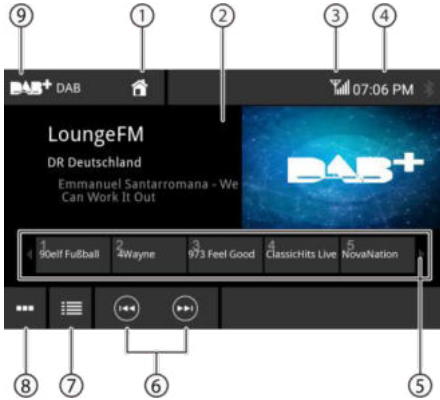 ⑨ ① ② ③ ④
DAB+ DAB 07:06 PM
LoungeFM
DR Deutschland
Emmanuel Santarromana - We
Can Work It Out
DAB+
1 2 3 4 5
90elf Fußball 4Wayne 973 Feel Good ClassicHits Live NovaNation
⑧ ⑦ ⑥ ⑤